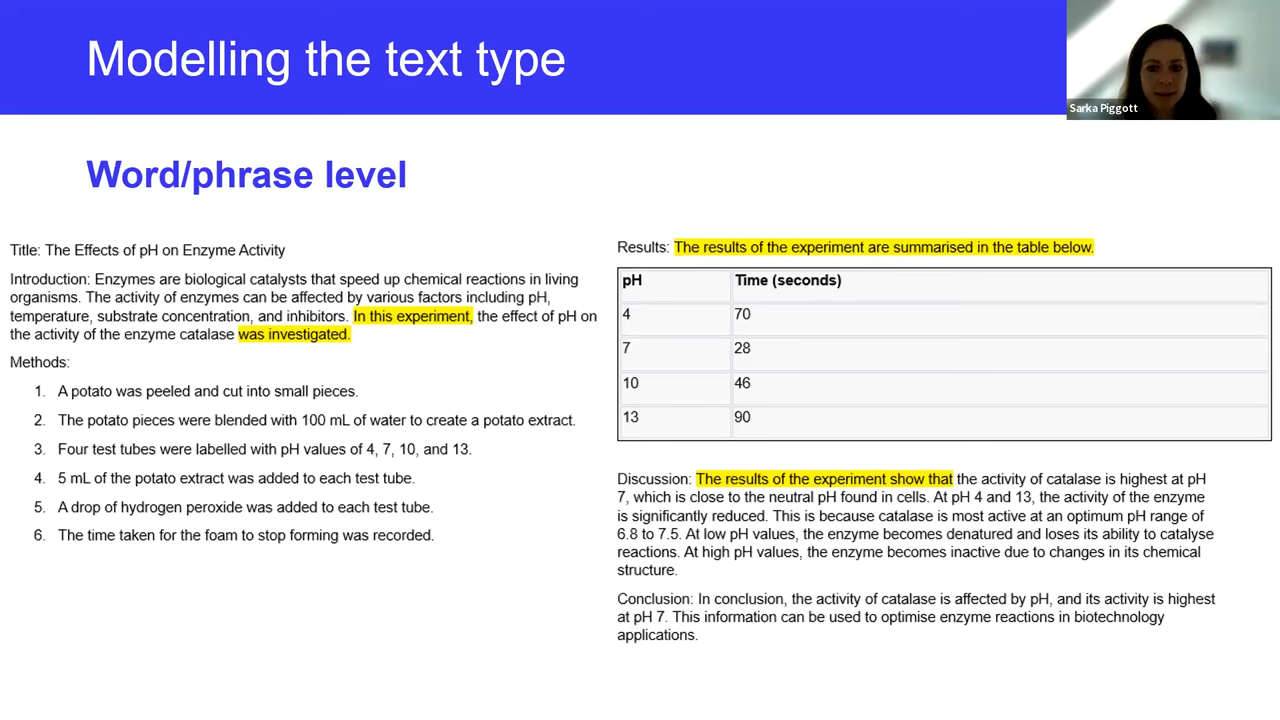 Modelling the text type
Sarka Piggott
Word/phrase level
Title: The Effects of pH on Enzyme Activity
Introduction: Enzymes are biological catalysts that speed up chemical reactions in living
organisms. The activity of enzymes can be affected by various factors including pH,
temperature, substrate concentration, and inhibitors. In this experiment, the effect of pH on
the activity of the enzyme catalase was investigated.
Methods:
1. A potato was peeled and cut into small pieces.
2. The potato pieces were blended with 100 mL of water to create a potato extract.
3. Four test tubes were labelled with pH values of 4, 7, 10, and 13.
4. 5 mL of the potato extract was added to each test tube.
5. A drop of hydrogen peroxide was added to each test tube.
6. The time taken for the foam to stop forming was recorded.
Results: The results of the experiment are summarised in the table below.
pH Time (seconds)
4 70
7 28
10 46
13 90
Discussion: The results of the experiment show that the activity of catalase is highest at pH
7, which is close to the neutral pH found in cells. At pH 4 and 13, the activity of the enzyme
is significantly reduced. This is because catalase is most active at an optimum pH range of
6.8 to 7.5. At low pH values, the enzyme becomes denatured and loses its ability to catalyse
reactions. At high pH values, the enzyme becomes inactive due to changes in its chemical
structure.
Conclusion: In conclusion, the activity of catalase is affected by pH, and its activity is highest
at pH 7. This information can be used to optimise enzyme reactions in biotechnology
applications.